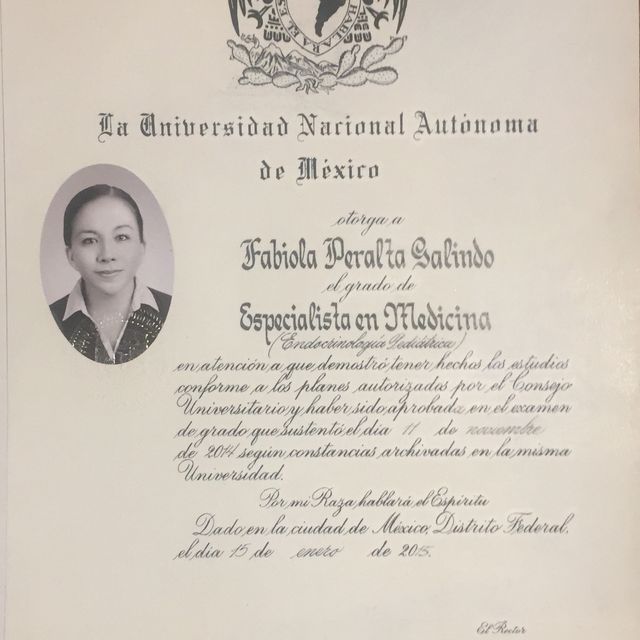 HABLARA EL ES
La Universidad Nacional Autónoma
de México
otorga a
Fabiola Peralta Galindo
el grado de
Especialista en Medicina
(Endocrinología Pediátrica)
en atención a que demostró tener hechos los estudios
conforme a los planes autorizados por el Consejo
Universitario y haber sido aprobada en el examen
de grado que sustentó el día 11 de noviembre
de 2014 según constancias archivadas en la misma
Universidad.
Por mi Raza hablará el Espíritu
Dado en la ciudad de México, Distrito Federal,
el día 15 de enero de 2015.
El Rector